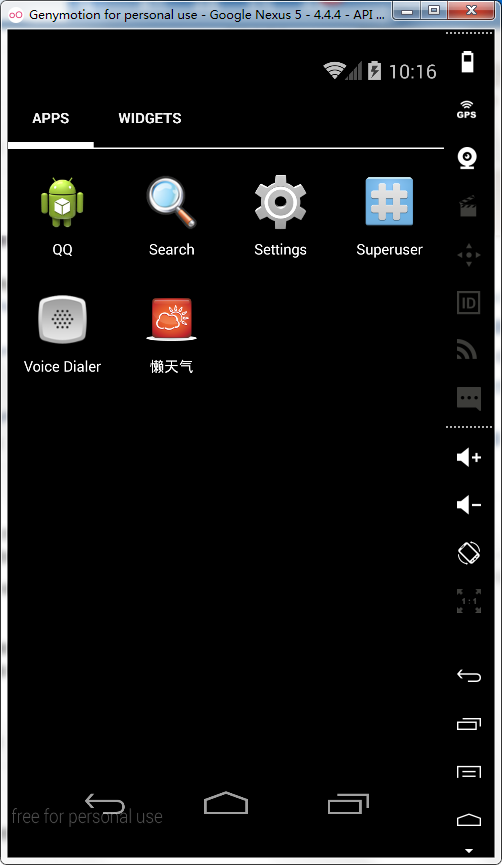 Genymotion for personal use - Google Nexus 5 - 4.4.4 - API ...
10:16
GPS
APPS
WIDGETS
QQ
Search
Settings
Superuser
ID
Voice Dialer
懒天气
1:1
free for personal use